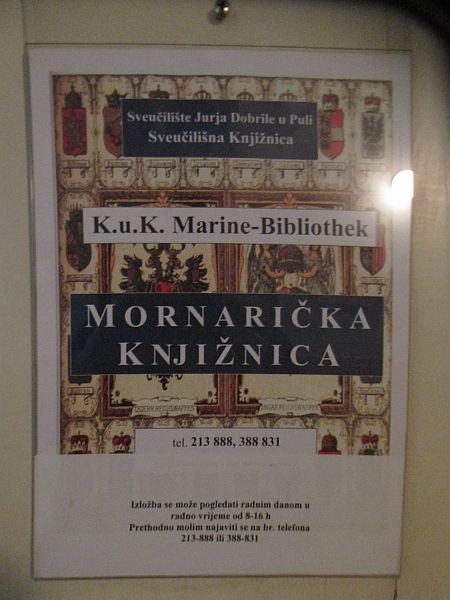 Sveučilište Jurja Dobrile u Puli
Sveučilišna Knjižnica
K.u.K. Marine-Bibliothek
MORNARIČKA
KNJIŽNICA
tel. 213 888, 388 831
Izložba se može pogledati radnim danom u
radno vrijeme od 8-16 h
Prethodno molim najaviti se na br. telefona
213-888 ili 388-831